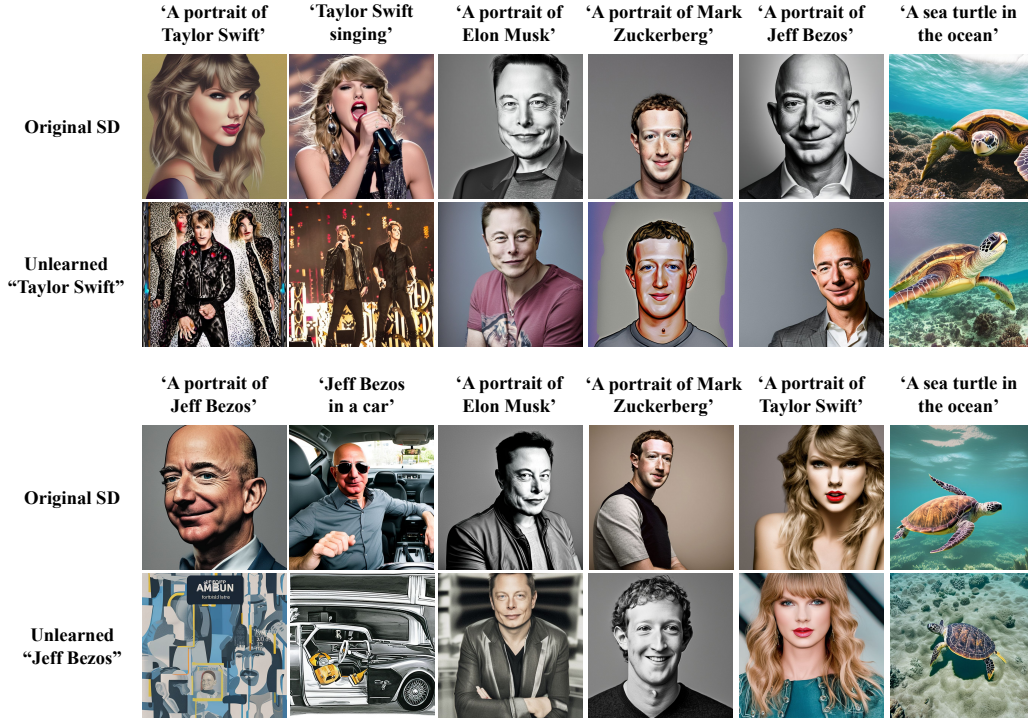 ‘A portrait of Taylor Swift’
‘Taylor Swift singing’
‘A portrait of Elon Musk’
‘A portrait of Mark Zuckerberg’
‘A portrait of Jeff Bezos’
‘A sea turtle in the ocean’
Original SD
Unlearned “Taylor Swift”
‘A portrait of Jeff Bezos’
‘Jeff Bezos in a car’
‘A portrait of Elon Musk’
‘A portrait of Mark Zuckerberg’
‘A portrait of Taylor Swift’
‘A sea turtle in the ocean’
Original SD
AMBUN
Unlearned “Jeff Bezos”